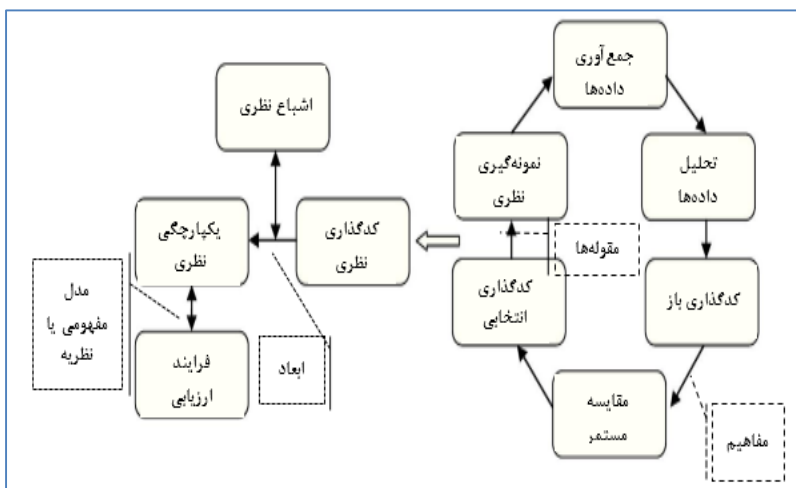 جمع‌آوری
داده‌ها
تحلیل
داده‌ها
کدگذاری باز
مفاهیم
مقایسه
مستمر
کدگذاری
انتخابی
مقوله‌ها
نمونه‌گیری
نظری
کدگذاری
نظری
اشباع نظری
ابعاد
یکپارچگی
نظری
مدل
مفهومی یا
نظریه
فرایند
ارزیابی